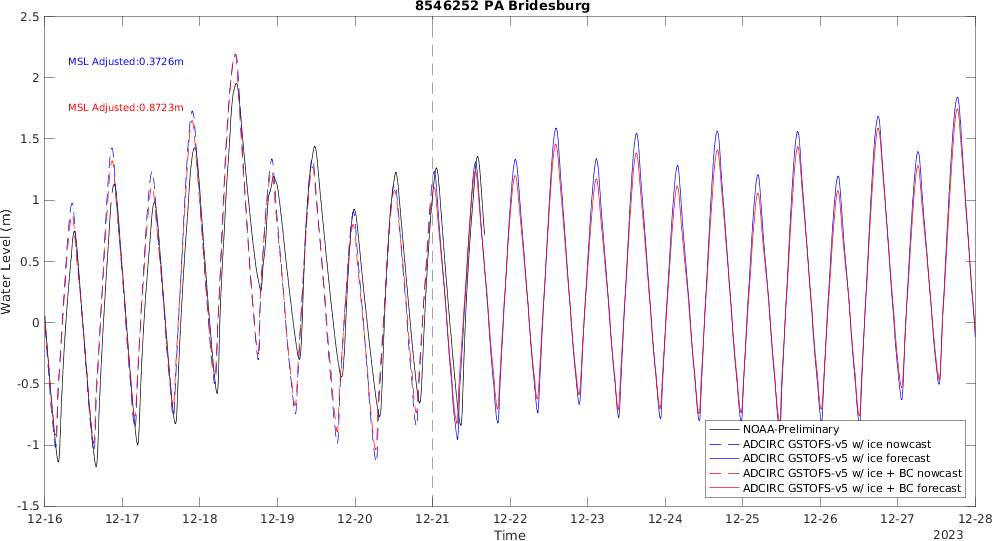 8546252 PA Bridesburg
2.5
2
1.5
1
0.5
0
-0.5
-1
-1.5
Water Level (m)
MSL Adjusted:0.3726m
MSL Adjusted:0.8723m
NOAA-Preliminary
ADCIRC GSTOFS-v5 w/ ice nowcast
ADCIRC GSTOFS-v5 w/ ice forecast
ADCIRC GSTOFS-v5 w/ ice + BC nowcast
ADCIRC GSTOFS-v5 w/ ice + BC forecast
12-16 12-17 12-18 12-19 12-20 12-21 12-22 12-23 12-24 12-25 12-26 12-27 12-28
Time
2023